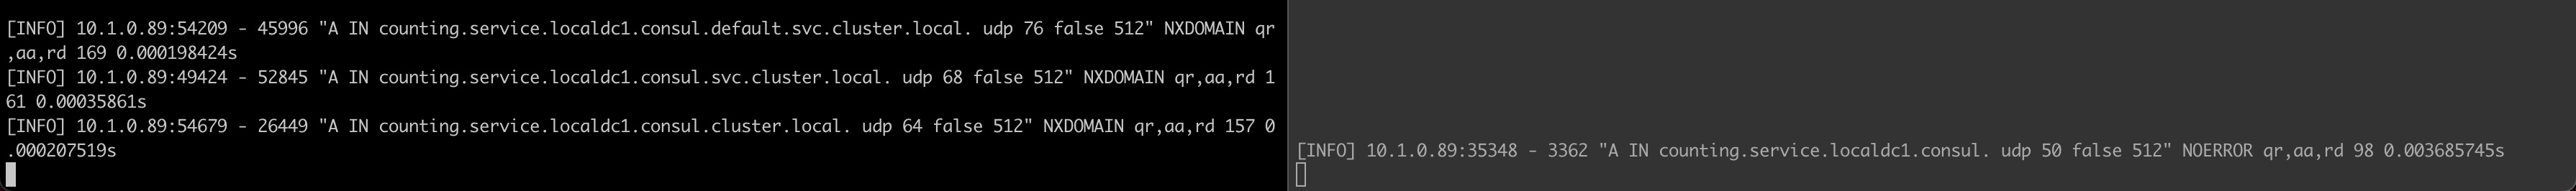 [INFO] 10.1.0.89:54209 - 45996 "A IN counting.service.localdc1.consul.default.svc.cluster.local. udp 76 false 512" NXDOMAIN qr
,aa,rd 169 0.000198424s
[INFO] 10.1.0.89:49424 - 52845 "A IN counting.service.localdc1.consul.svc.cluster.local. udp 68 false 512" NXDOMAIN qr,aa,rd 1
61 0.00035861s
[INFO] 10.1.0.89:54679 - 26449 "A IN counting.service.localdc1.consul.cluster.local. udp 64 false 512" NXDOMAIN qr,aa,rd 157 0
.000207519s
[INFO] 10.1.0.89:35348 - 3362 "A IN counting.service.localdc1.consul. udp 50 false 512" NOERROR qr,aa,rd 98 0.003685745s